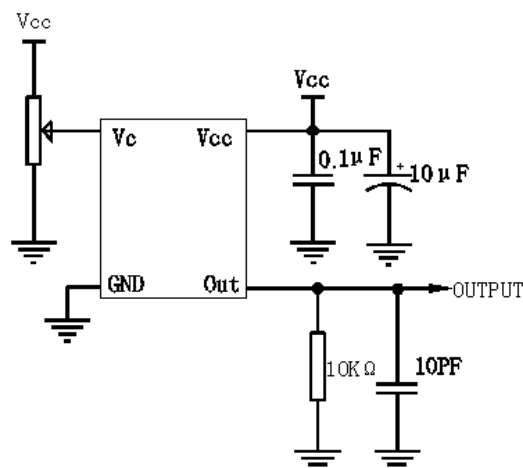 Vcc
Vcc
Vc
Vcc
0.1μF
+
10μF
GND
Out
OUTPUT
10KΩ
10PF